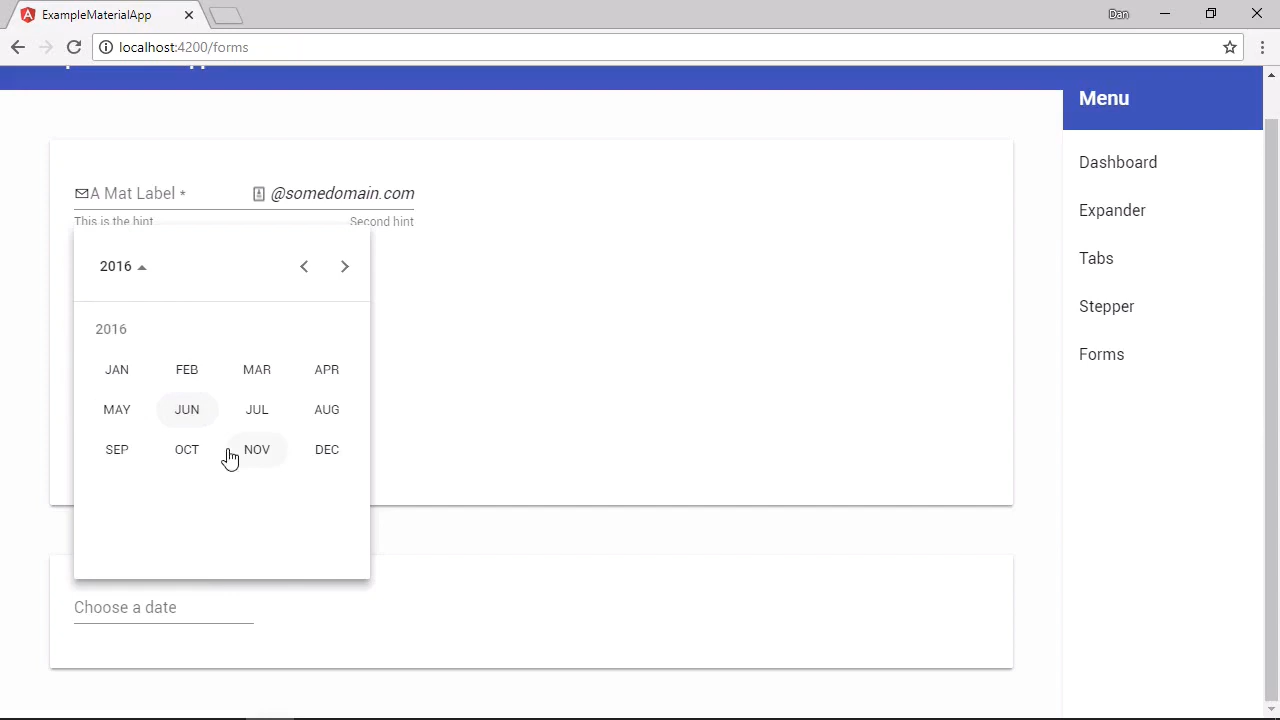 ExampleMaterialApp
Dan
localhost:4200/forms
Menu
Dashboard
Expander
Tabs
Stepper
Forms
A Mat Label *
@somedomain.com
This is the hint
Second hint
2016
2016
JAN FEB MAR APR
MAY JUN JUL AUG
SEP OCT NOV DEC
Choose a date